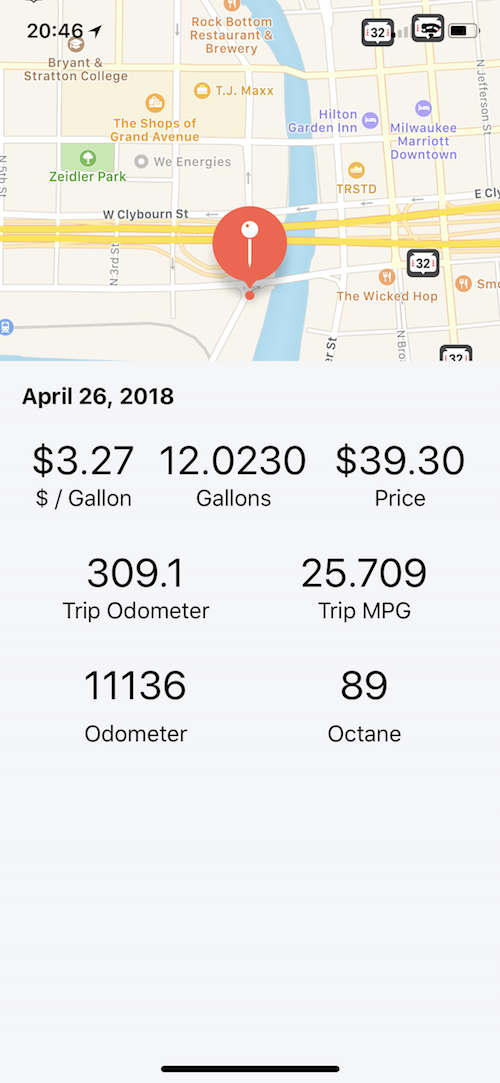 20:46
32
Rock Bottom
Restaurant &
Brewery
Bryant &
Stratton College
T.J. Maxx
The Shops of
Grand Avenue
Hilton
Garden Inn
Milwaukee
Marriott
Downtown
N Jefferson St
We Energies
Zeidler Park
N 5th St
TRSTD
W Clybourn St
E Cly
N 3rd St
32
The Wicked Hop
Smo
er St
N Bro
32
April 26, 2018
$3.27 12.0230 $39.30
$ / Gallon Gallons Price
309.1 25.709
Trip Odometer Trip MPG
11136 89
Odometer Octane